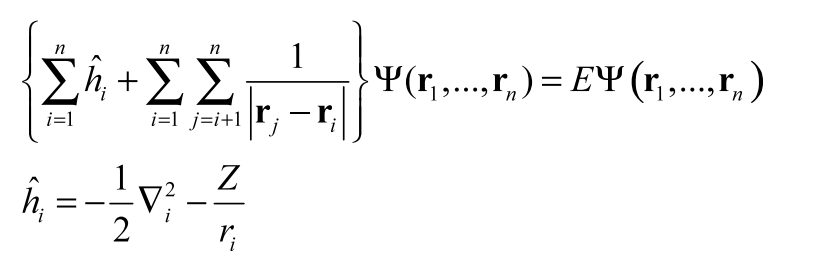 {∑_{i=1}^{n} ĥ_i + ∑_{i=1}^{n} ∑_{j=i+1}^{n} 1/|𝐫_j − 𝐫_i|} Ψ(𝐫_1,...,𝐫_n) = EΨ(𝐫_1,...,𝐫_n)
ĥ_i = −1/2 ∇_i^2 − Z/r_i